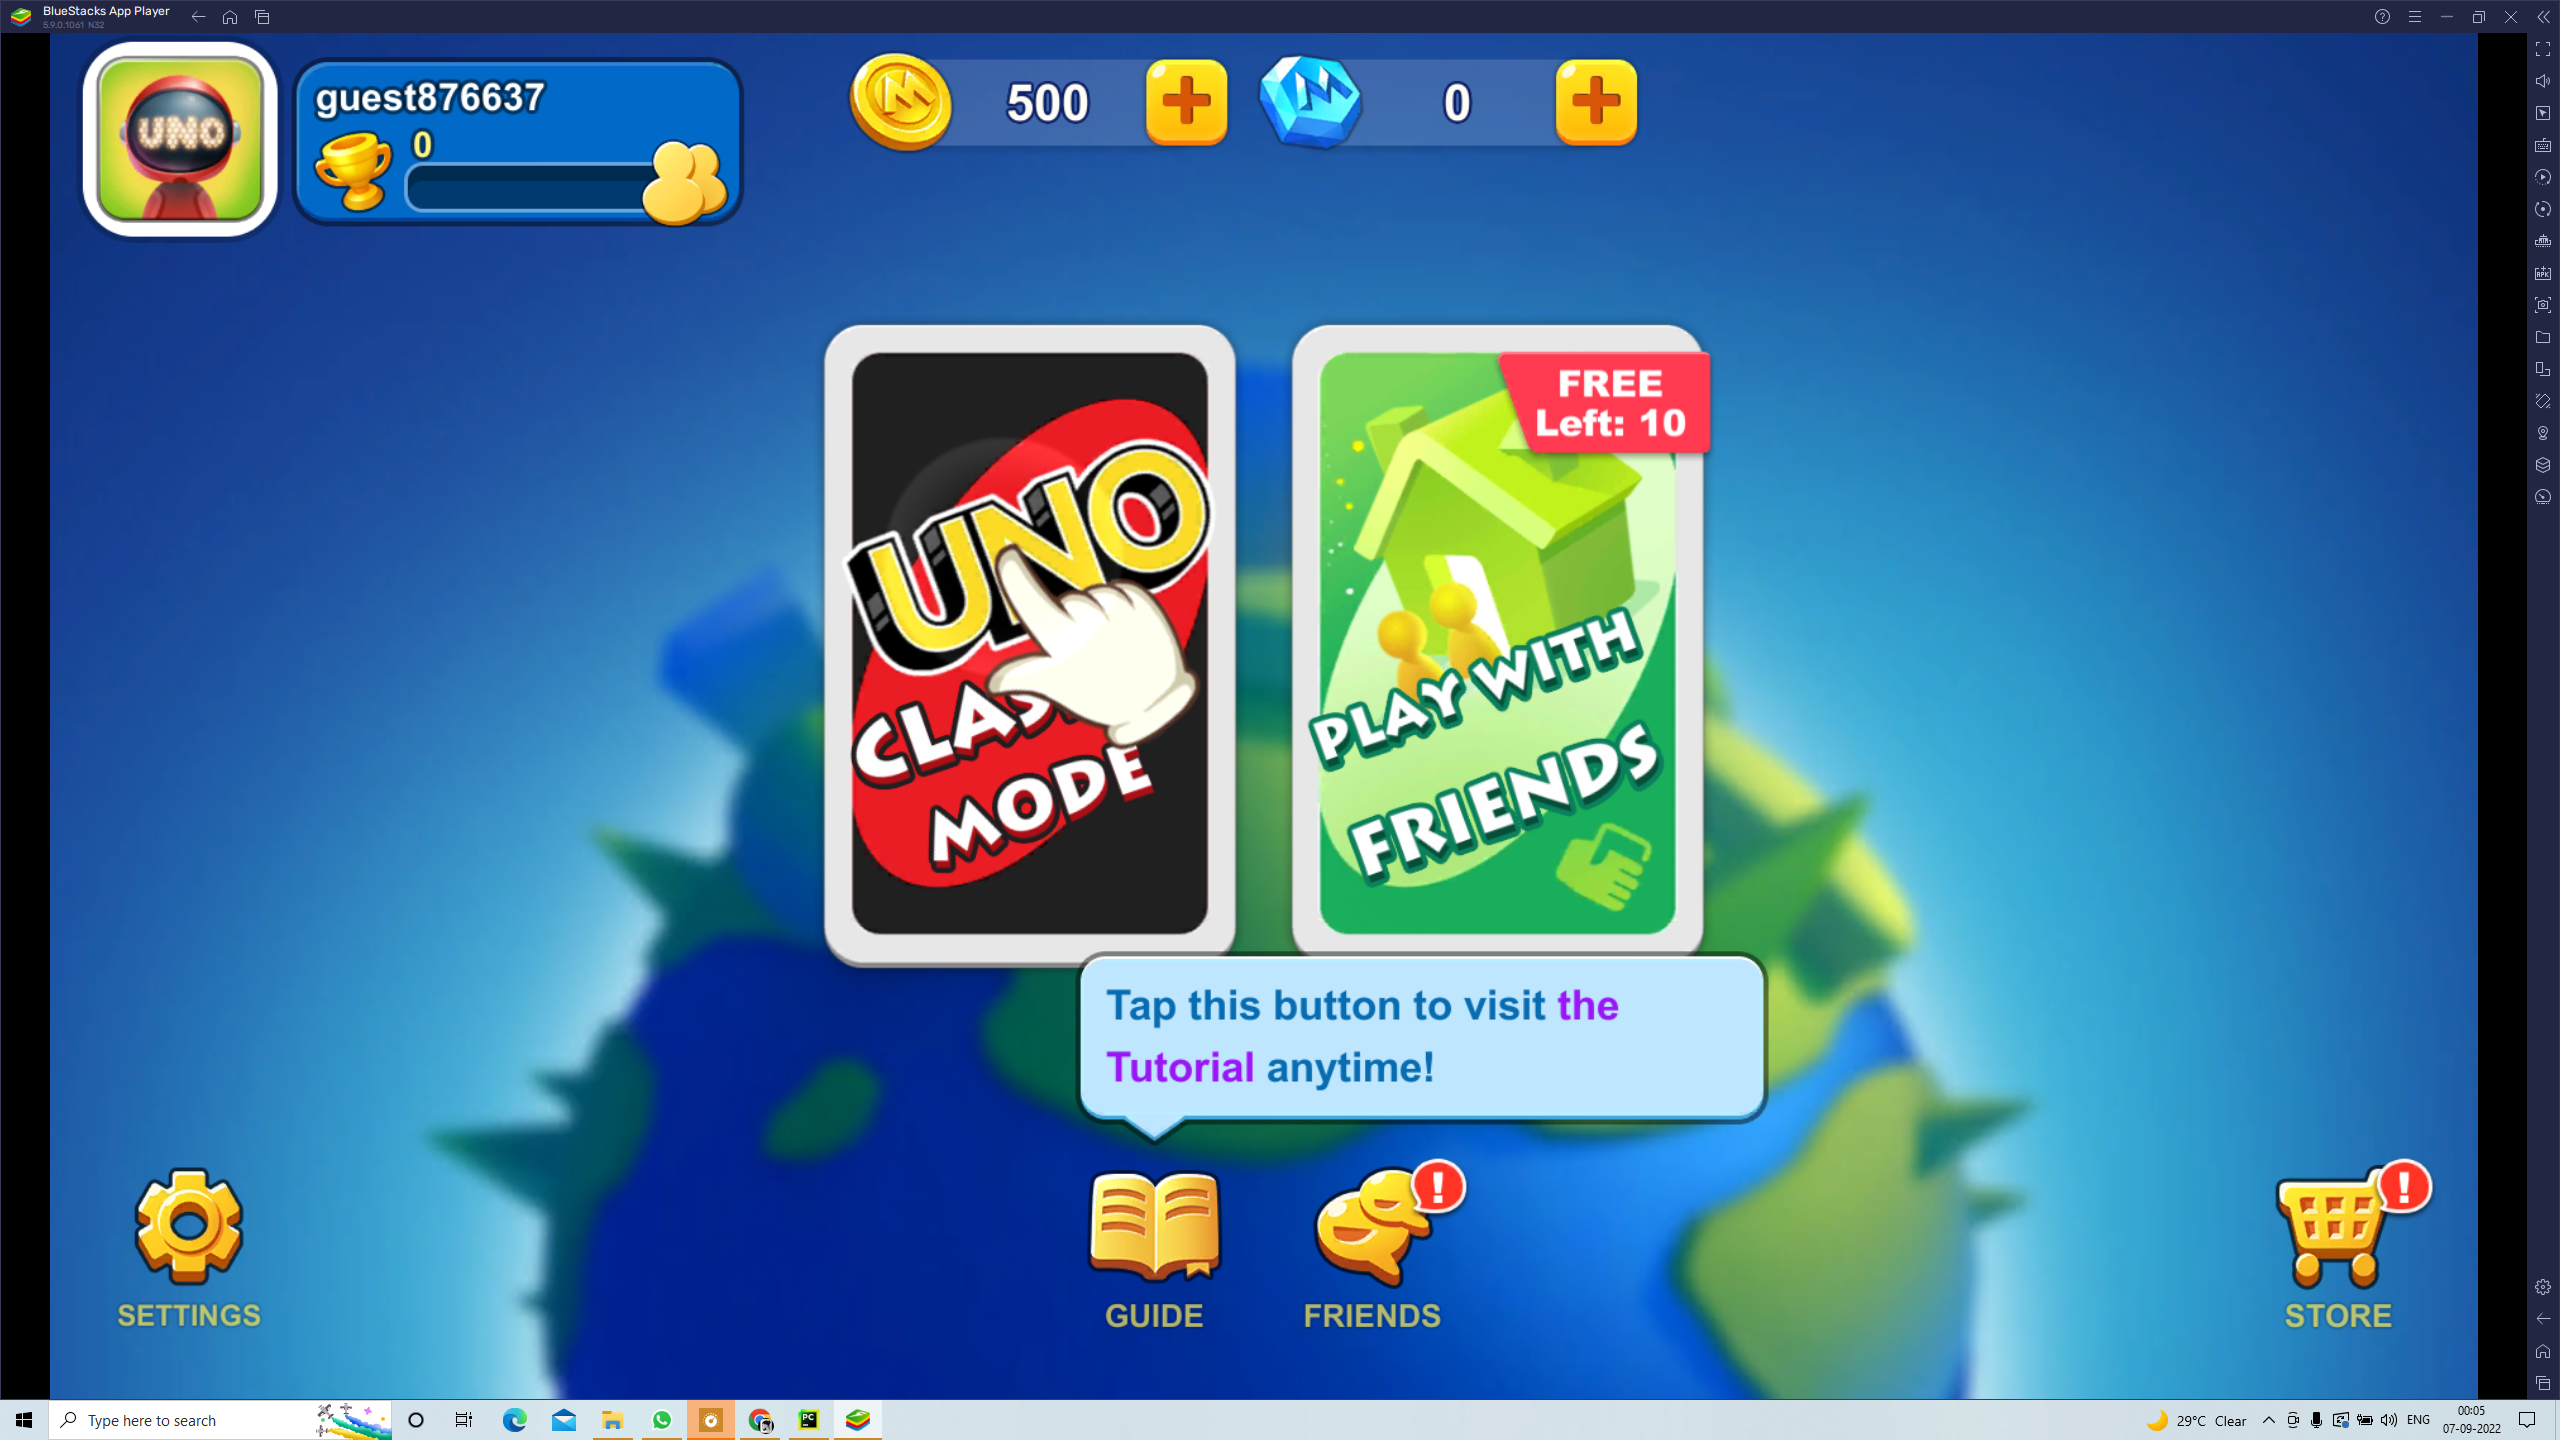 BlueStacks App Player
5.9.0.1061 N32
UNO
guest876637
0
500
0
UNO
MODE
FREE
Left: 10
PLAY WITH
FRIENDS
Tap this button to visit the
Tutorial anytime!
SETTINGS
GUIDE
FRIENDS
STORE
Type here to search
29°C Clear
ENG
00:05
07-09-2022